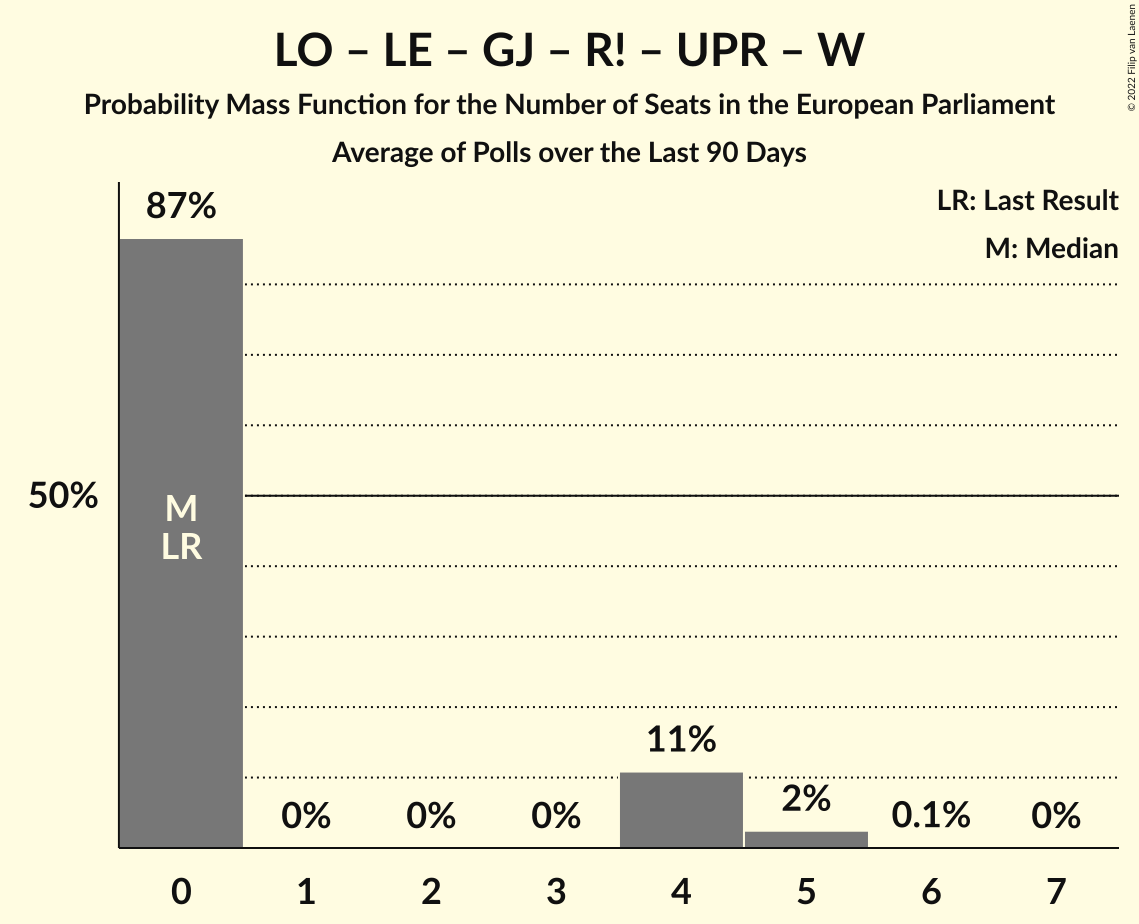 LO – LE – GJ – R! – UPR – W
Probability Mass Function for the Number of Seats in the European Parliament
Average of Polls over the Last 90 Days
© 2022 Filip van Laenen
LR: Last Result
M: Median
87%
50%
M
LR
0%
0%
0%
11%
2%
0.1%
0%
0
1
2
3
4
5
6
7